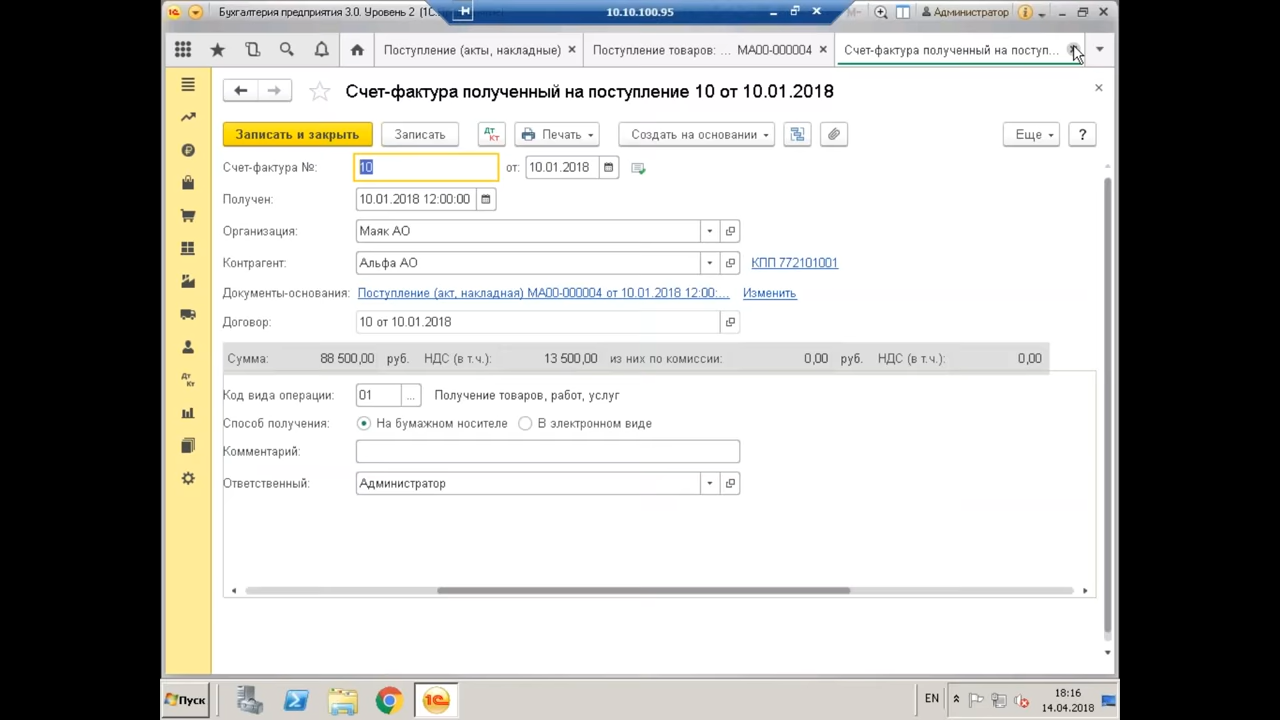 Бухгалтерия предприятия 3.0. Уровень 2 [1С 10.10.100.95 М- Администратор
Поступление (акты, накладные) Поступление товаров: ... МА00-000004 Счет-фактура полученный на поступ...
Счет-фактура полученный на поступление 10 от 10.01.2018
Записать и закрыть Записать Дт Кт Печать Создать на основании Еще ?
Счет-фактура №: 10 от: 10.01.2018
Получен: 10.01.2018 12:00:00
Организация: Маяк АО
Контрагент: Альфа АО КПП 772101001
Документы-основания: Поступление (акт, накладная) МА00-000004 от 10.01.2018 12:00:... Изменить
Договор: 10 от 10.01.2018
Сумма: 88 500,00 руб. НДС (в т.ч.): 13 500,00 из них по комиссии: 0,00 руб. НДС (в т.ч.): 0,00
Код вида операции: 01 ... Получение товаров, работ, услуг
Способ получения: На бумажном носителе В электронном виде
Комментарий:
Ответственный: Администратор
Пуск EN 18:16
14.04.2018